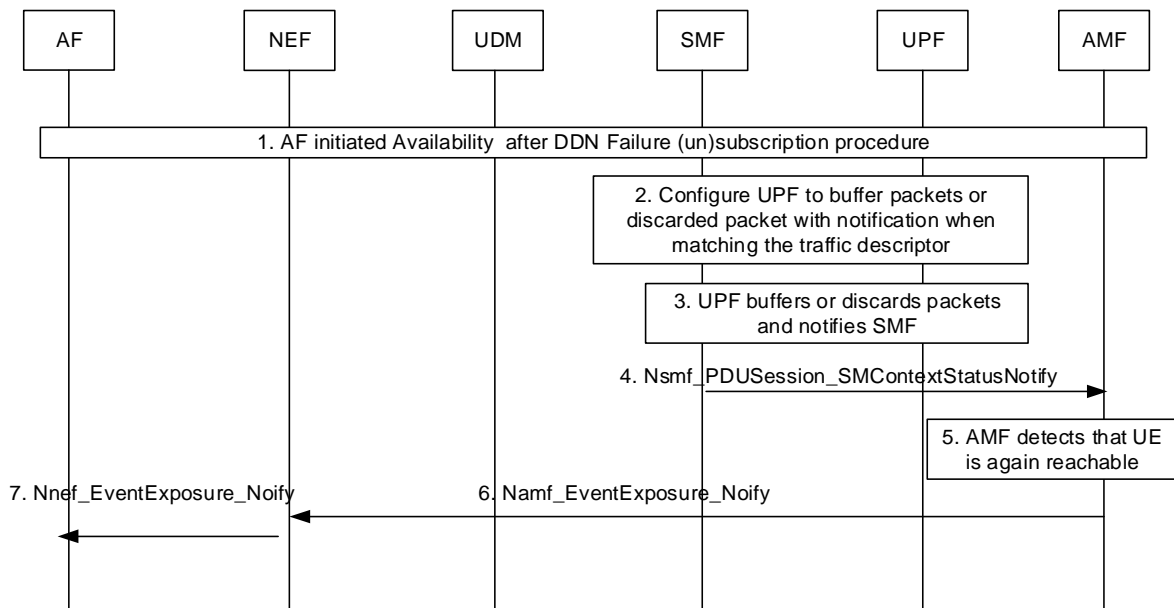 AF
NEF
UDM
SMF
UPF
AMF
1. AF initiated Availability after DDN Failure (un)subscription procedure
2. Configure UPF to buffer packets or
discarded packet with notification when
matching the traffic descriptor
3. UPF buffers or discards packets
and notifies SMF
4. Nsmf_PDUSession_SMContextStatusNotify
5. AMF detects that UE
is again reachable
6. Namf_EventExposure_Noify
7. Nnef_EventExposure_Noify